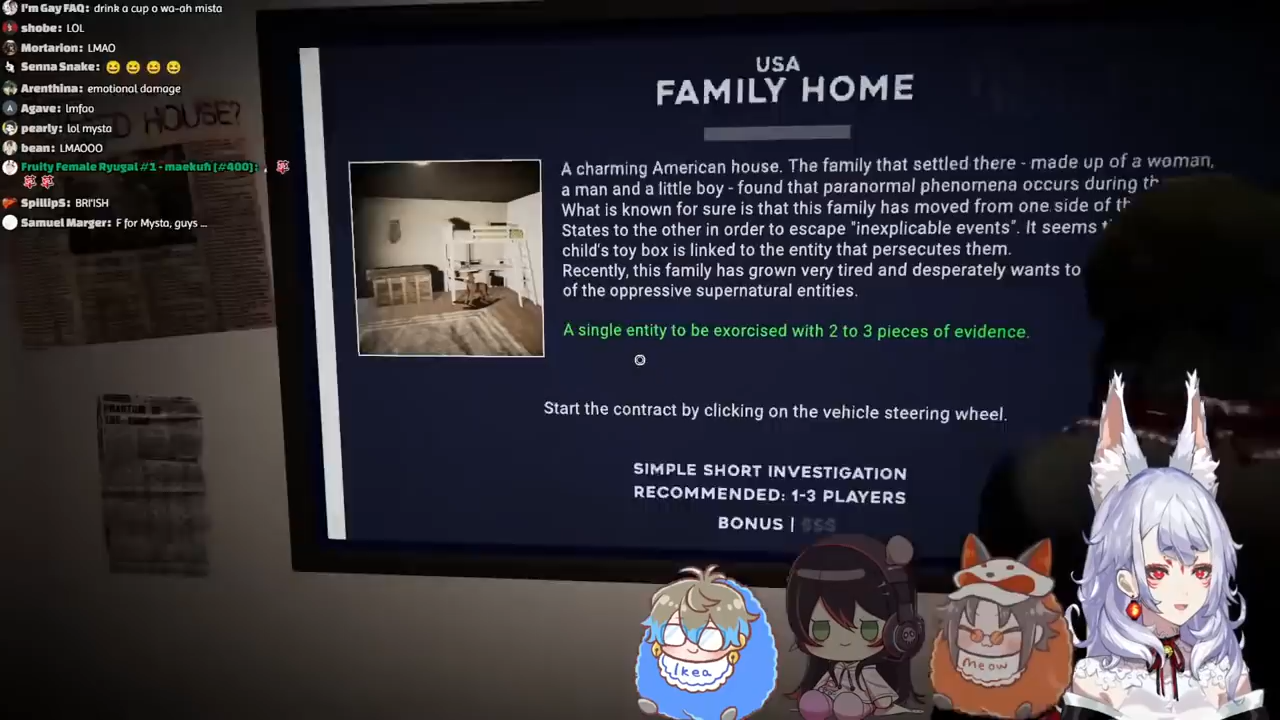 I'm Gay FAQ: drink a cup o wa-ah mista
shobe: LOL
Mortarion: LMAO
Senna Snake: 😄 😄 😄 😄
Arenthina: emotional damage
Agave: lmfao
pearly: lol mysta
bean: LMAOOO
Fruity Female Ryugal #1 - maekuñ (#400):
SpillipS: BRI'ISH
Samuel Marger: F for Mysta, guys ...
HOUSE?
PHANTOM OF
USA
FAMILY HOME
A charming American house. The family that settled there - made up of a woman,
a man and a little boy - found that paranormal phenomena occurs during
What is known for sure is that this family has moved from one side of
States to the other in order to escape "inexplicable events". It seems
child's toy box is linked to the entity that persecutes them.
Recently, this family has grown very tired and desperately wants to
of the oppressive supernatural entities.
A single entity to be exorcised with 2 to 3 pieces of evidence.
Start the contract by clicking on the vehicle steering wheel.
SIMPLE SHORT INVESTIGATION
RECOMMENDED: 1-3 PLAYERS
BONUS | $$$
Ikea
meow